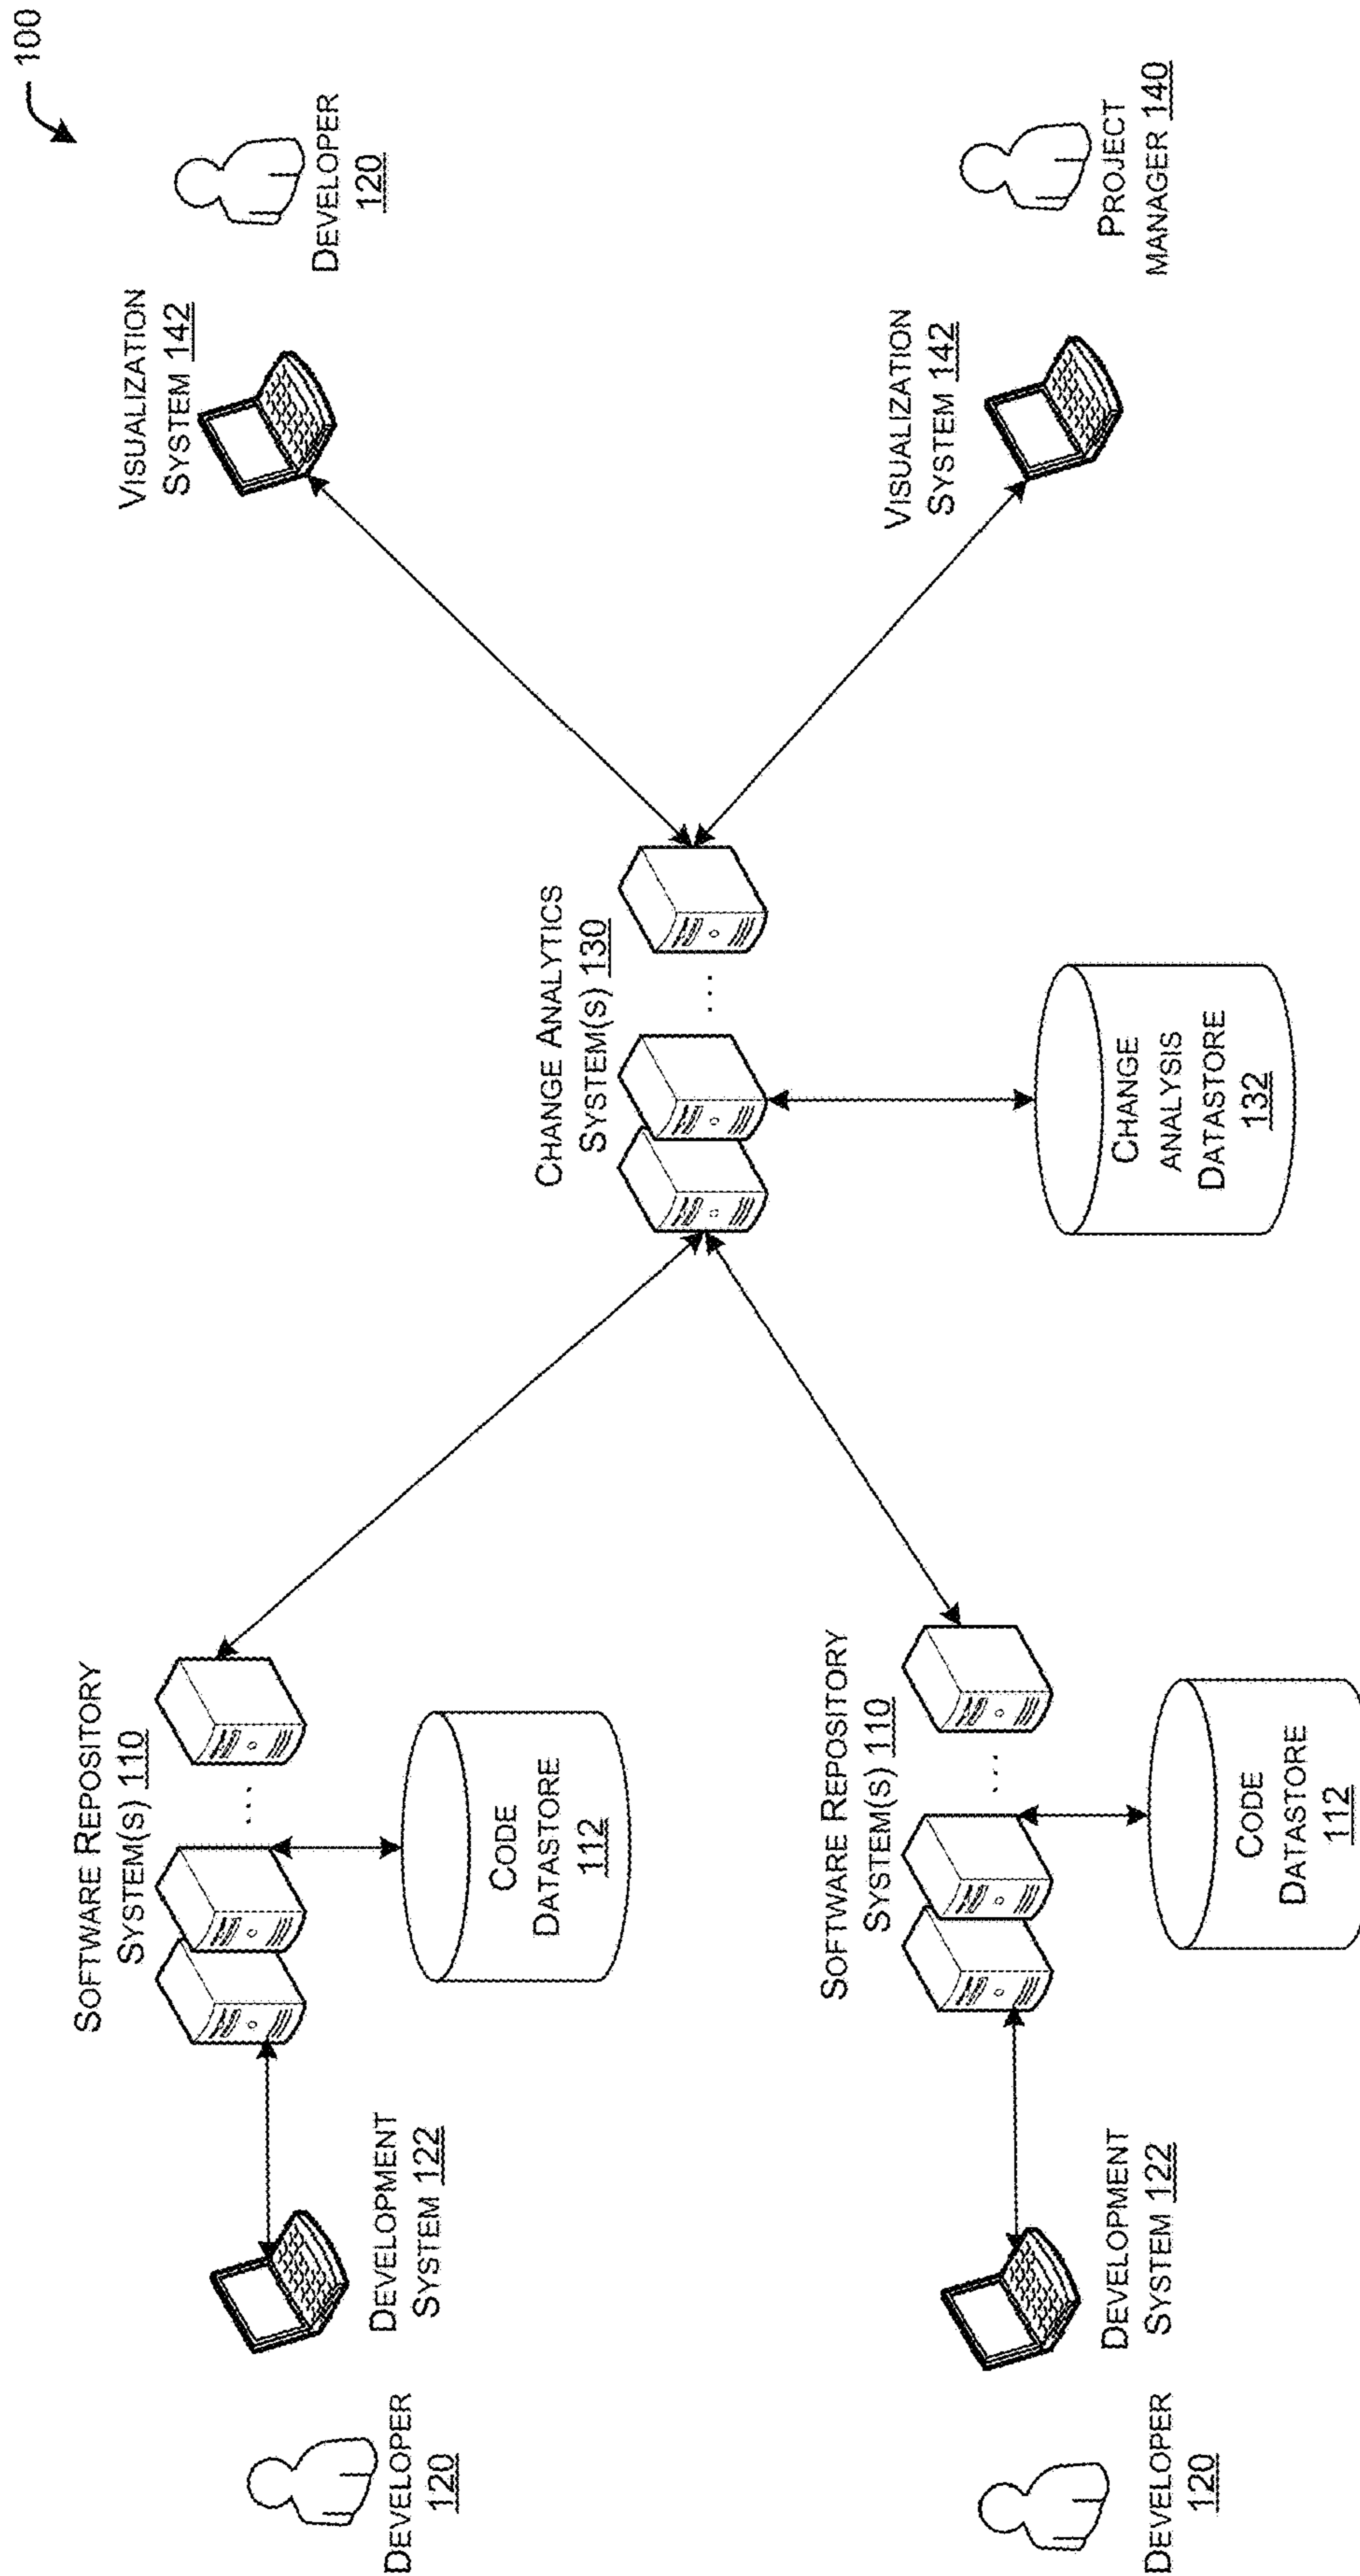 100
SOFTWARE REPOSITORY
SYSTEM(S) 110
. . .
CODE
DATASTORE
112
DEVELOPMENT
SYSTEM 122
DEVELOPER
120
CHANGE ANALYTICS
SYSTEM(S) 130
. . .
CHANGE
ANALYSIS
DATASTORE
132
VISUALIZATION
SYSTEM 142
DEVELOPER
120
SOFTWARE REPOSITORY
SYSTEM(S) 110
. . .
CODE
DATASTORE
112
DEVELOPMENT
SYSTEM 122
DEVELOPER
120
VISUALIZATION
SYSTEM 142
PROJECT
MANAGER 140